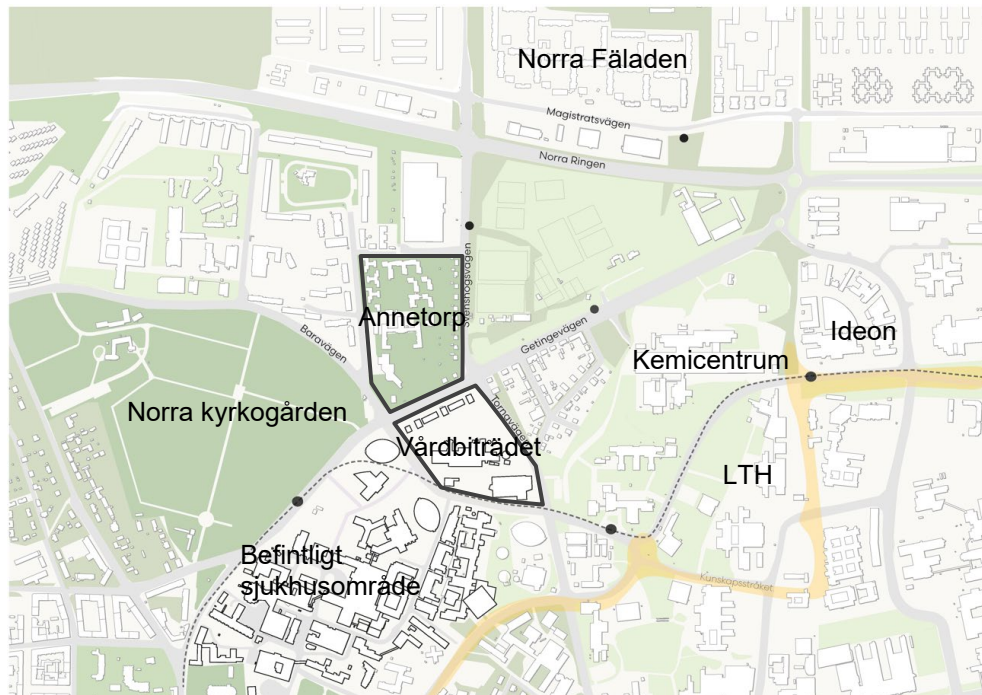 Norra Fäladen
Magistratsvägen
Norra Ringen
Svenshögsvägen
Annetorp
Baravägen
Getingevägen
Ideon
Kemicentrum
Norra kyrkogården
Tornavägen
Vårdbiträdet
LTH
Befintligt
sjukhusområde
Kunskapsstråket